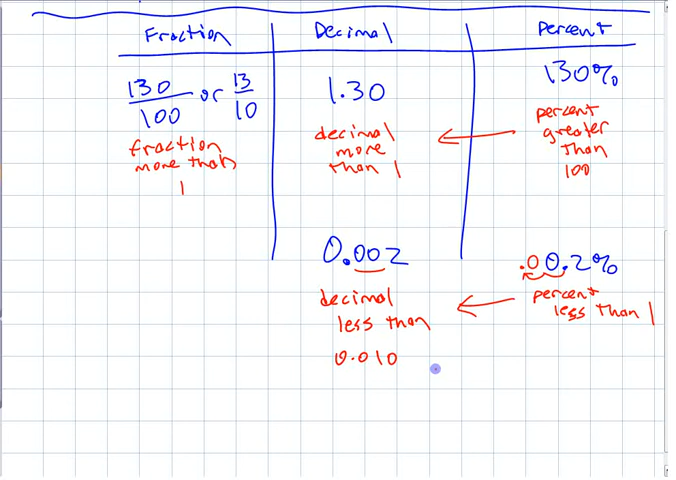 Fraction Decimal Percent
130/100 or 13/10 1.30 130%
fraction
more than
1
decimal
more
than 1
percent
greater
than
100
0.002 .00.2%
decimal
less than
0.010
percent
less than 1